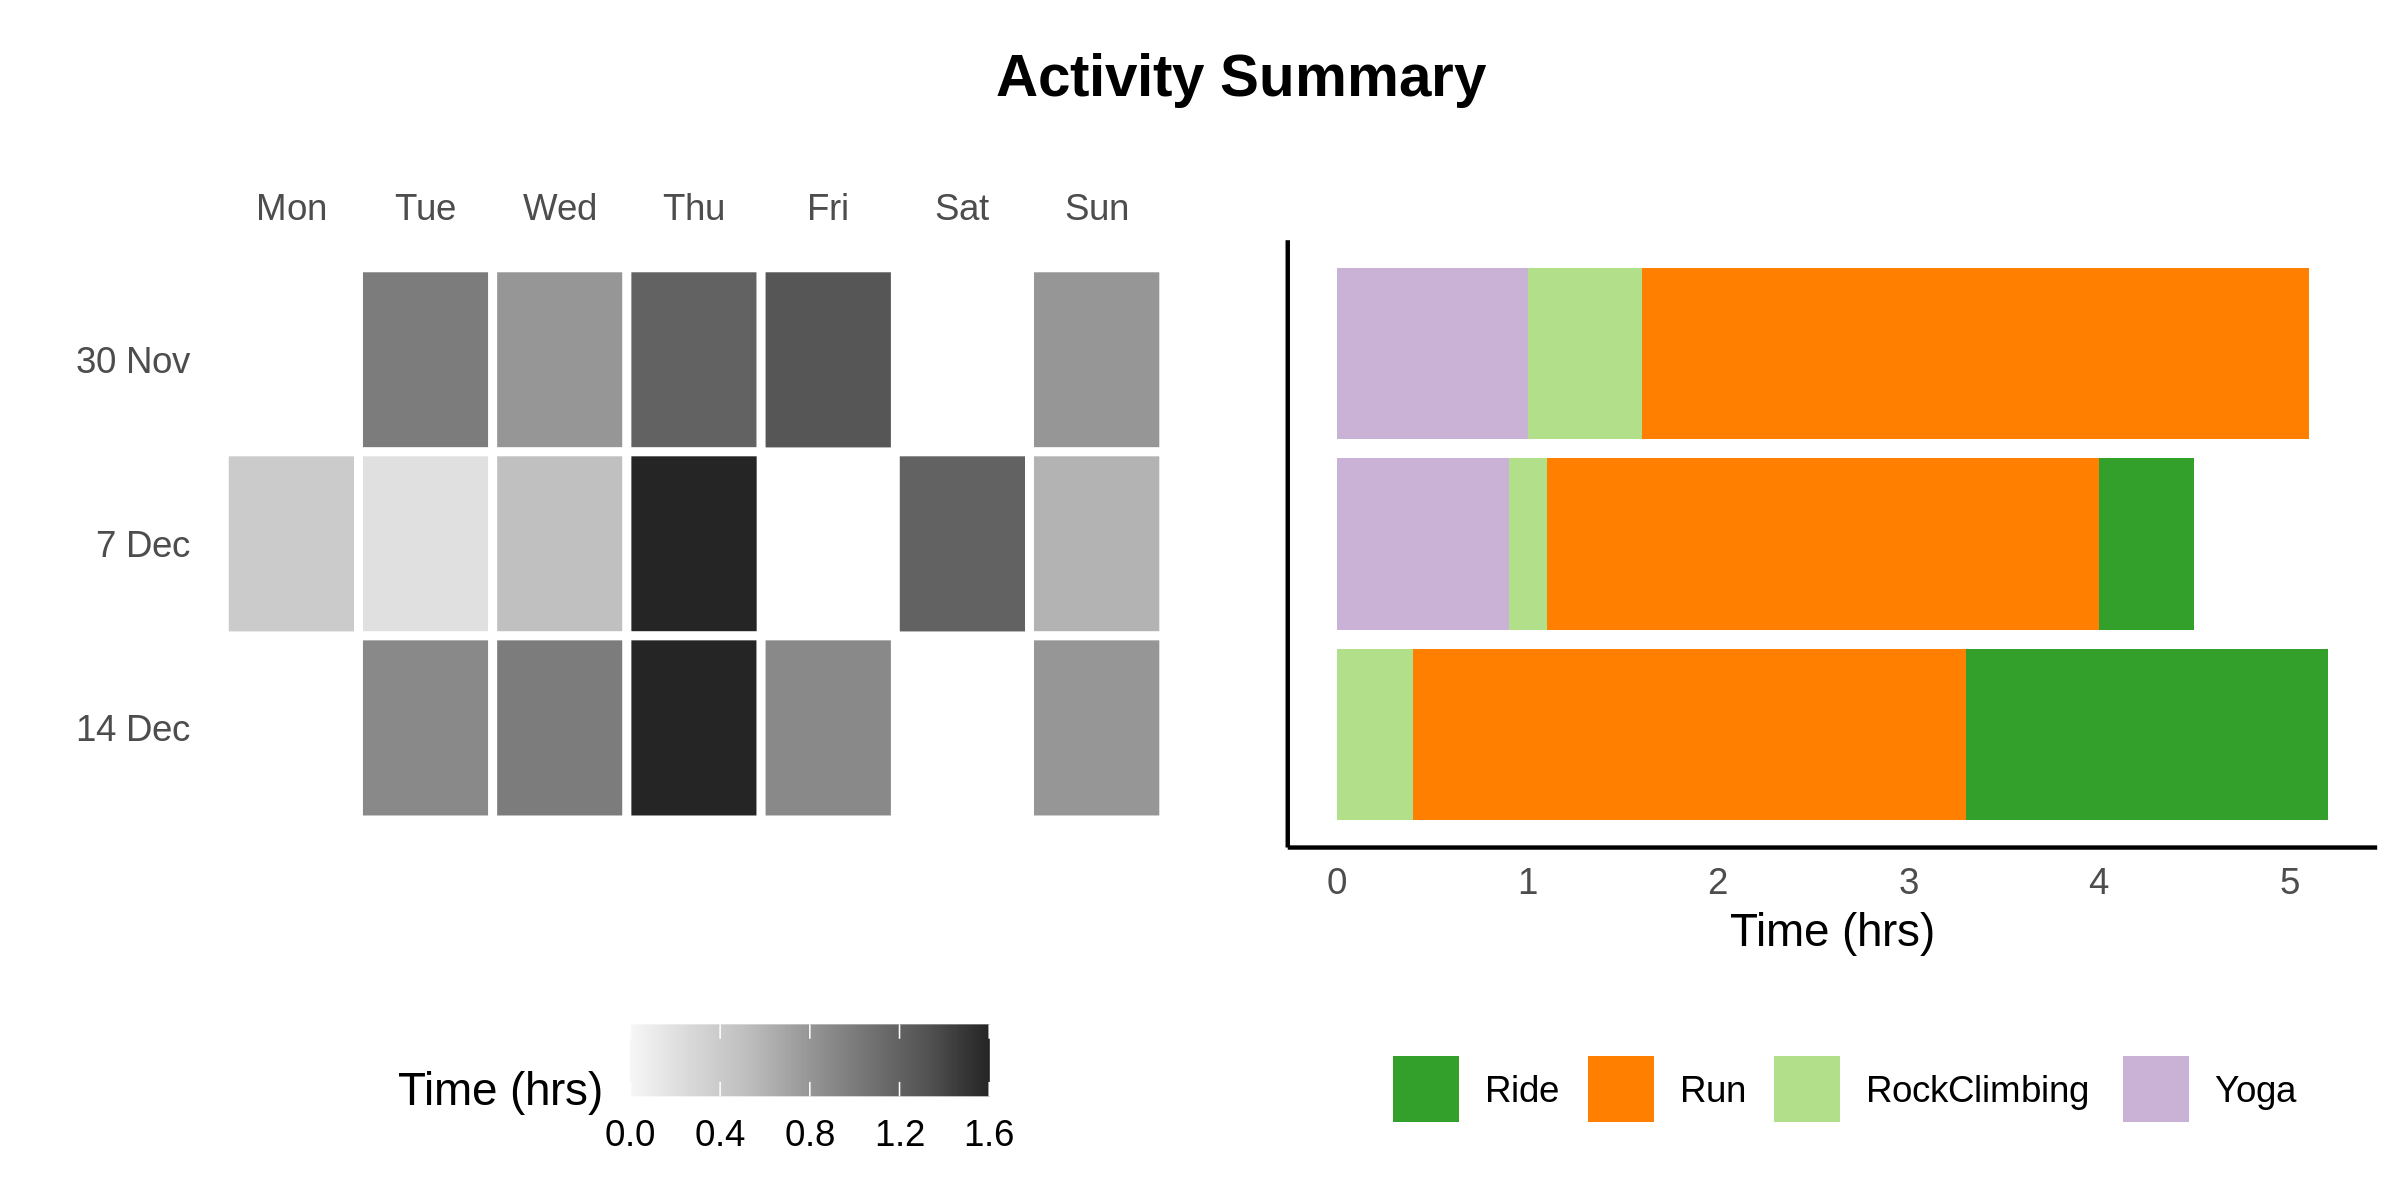 Activity Summary
Mon Tue Wed Thu Fri Sat Sun
30 Nov
7 Dec
14 Dec
0 1 2 3 4 5
Time (hrs)
Time (hrs)
0.0 0.4 0.8 1.2 1.6
Ride Run RockClimbing Yoga